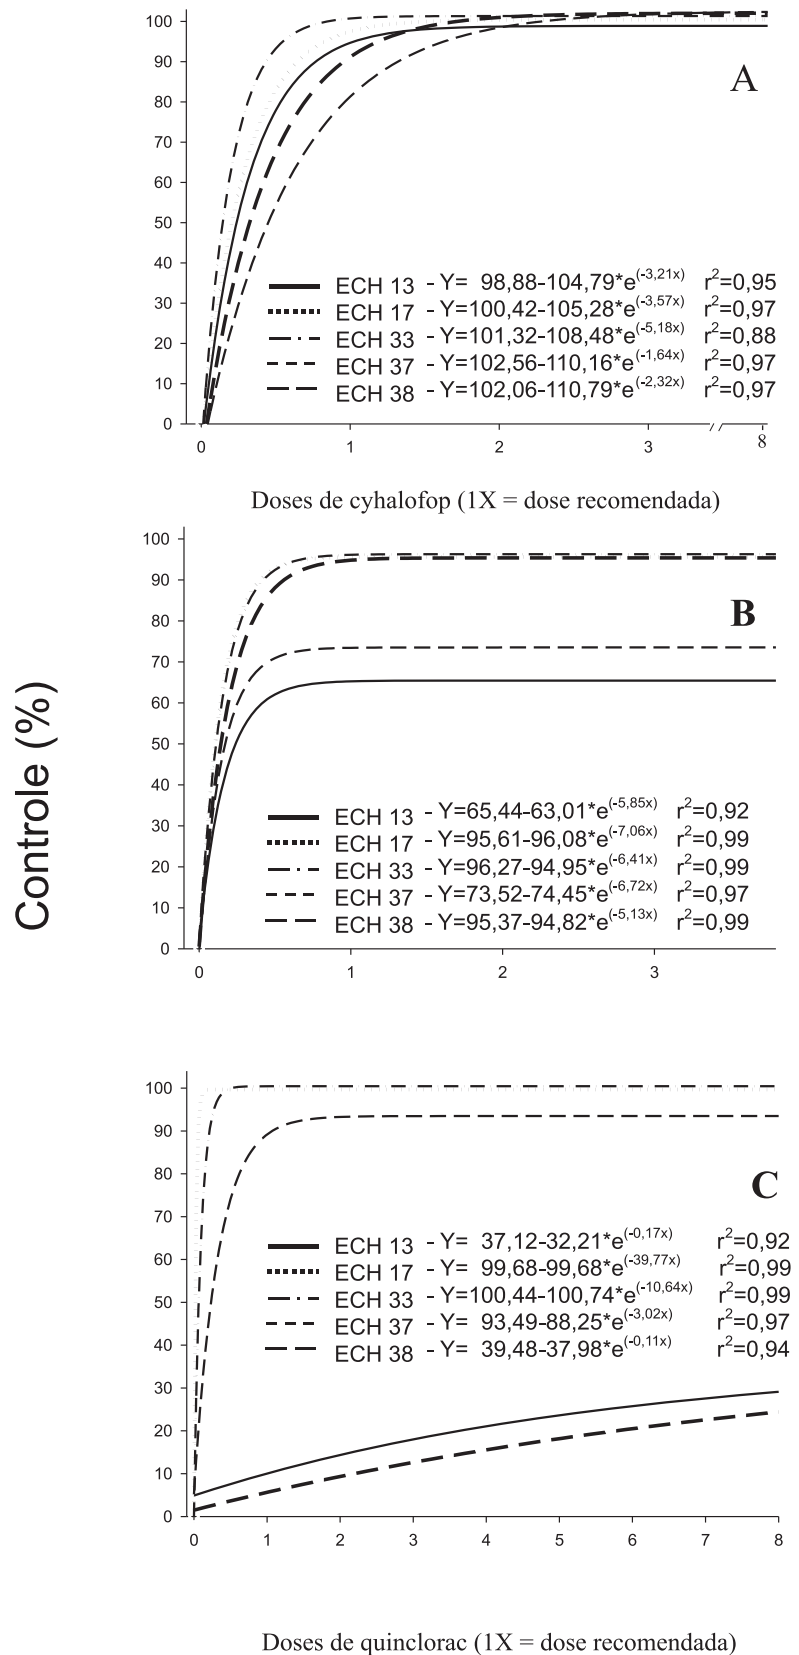 Controle (%)
100
90
80
70
60
50
40
30
20
10
0
A
ECH 13 - Y= 98,88-104,79*e(-3,21x) r2=0,95
ECH 17 - Y=100,42-105,28*e(-3,57x) r2=0,97
ECH 33 - Y=101,32-108,48*e(-5,18x) r2=0,88
ECH 37 - Y=102,56-110,16*e(-1,64x) r2=0,97
ECH 38 - Y=102,06-110,79*e(-2,32x) r2=0,97
0 1 2 3 // 8
Doses de cyhalofop (1X = dose recomendada)
100
90
80
70
60
50
40
30
20
10
0
B
ECH 13 - Y=65,44-63,01*e(-5,85x) r2=0,92
ECH 17 - Y=95,61-96,08*e(-7,06x) r2=0,99
ECH 33 - Y=96,27-94,95*e(-6,41x) r2=0,99
ECH 37 - Y=73,52-74,45*e(-6,72x) r2=0,97
ECH 38 - Y=95,37-94,82*e(-5,13x) r2=0,99
0 1 2 3
100
90
80
70
60
50
40
30
20
10
0
C
ECH 13 - Y= 37,12-32,21*e(-0,17x) r2=0,92
ECH 17 - Y= 99,68-99,68*e(-39,77x) r2=0,99
ECH 33 - Y=100,44-100,74*e(-10,64x) r2=0,99
ECH 37 - Y= 93,49-88,25*e(-3,02x) r2=0,97
ECH 38 - Y= 39,48-37,98*e(-0,11x) r2=0,94
0 1 2 3 4 5 6 7 8
Doses de quinclorac (1X = dose recomendada)